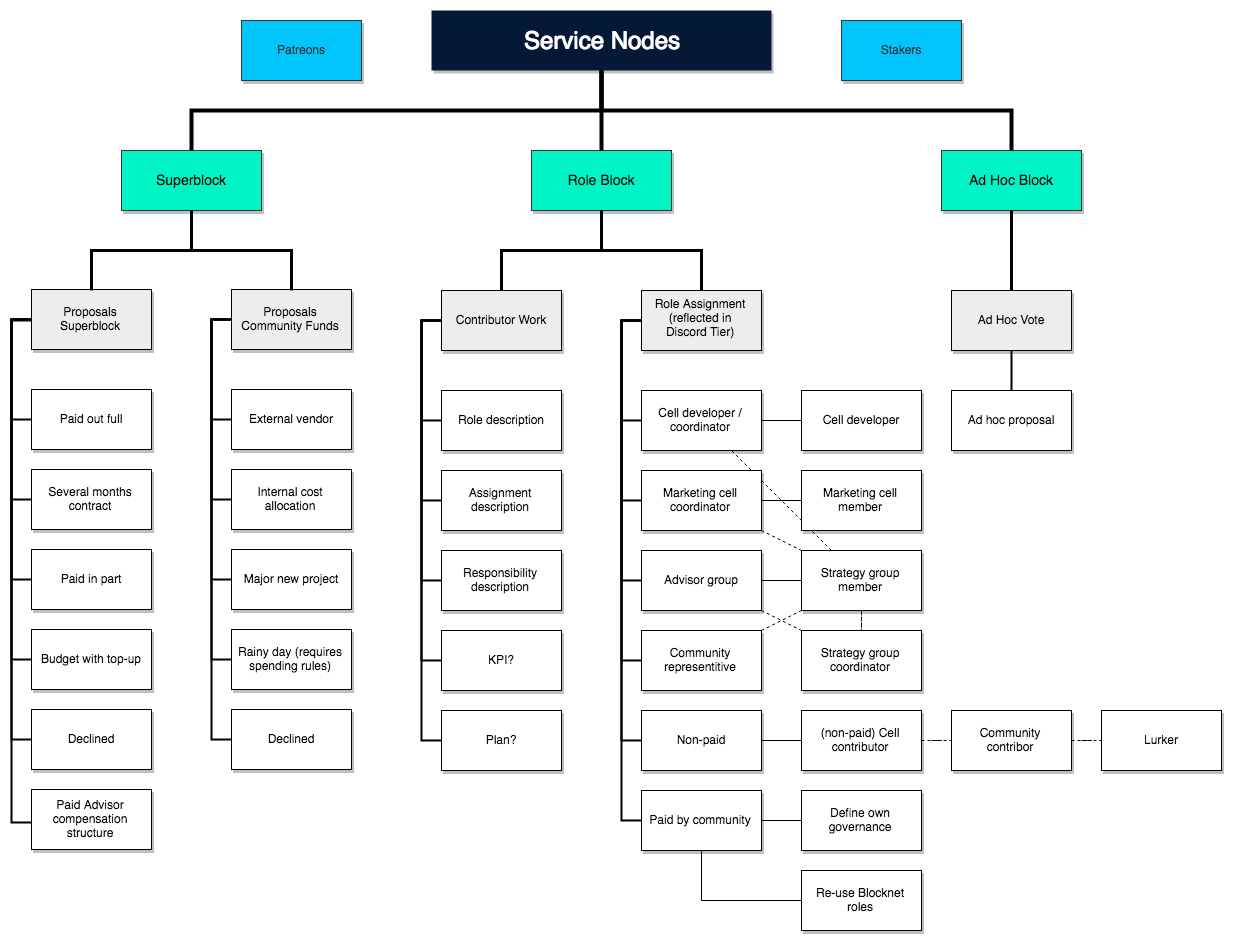 Patreons
Service Nodes
Stakers
Superblock
Role Block
Ad Hoc Block
Proposals
Superblock
Proposals
Community Funds
Contributor Work
Role Assignment
(reflected in
Discord Tier)
Ad Hoc Vote
Paid out full
External vendor
Role description
Cell developer /
coordinator
Cell developer
Ad hoc proposal
Several months
contract
Internal cost
allocation
Assignment
description
Marketing cell
coordinator
Marketing cell
member
Paid in part
Major new project
Responsibility
description
Advisor group
Strategy group
member
Budget with top-up
Rainy day (requires
spending rules)
KPI?
Community
representitive
Strategy group
coordinator
Declined
Declined
Plan?
Non-paid
(non-paid) Cell
contributor
Community
contribor
Lurker
Paid Advisor
compensation
structure
Paid by community
Define own
governance
Re-use Blocknet
roles